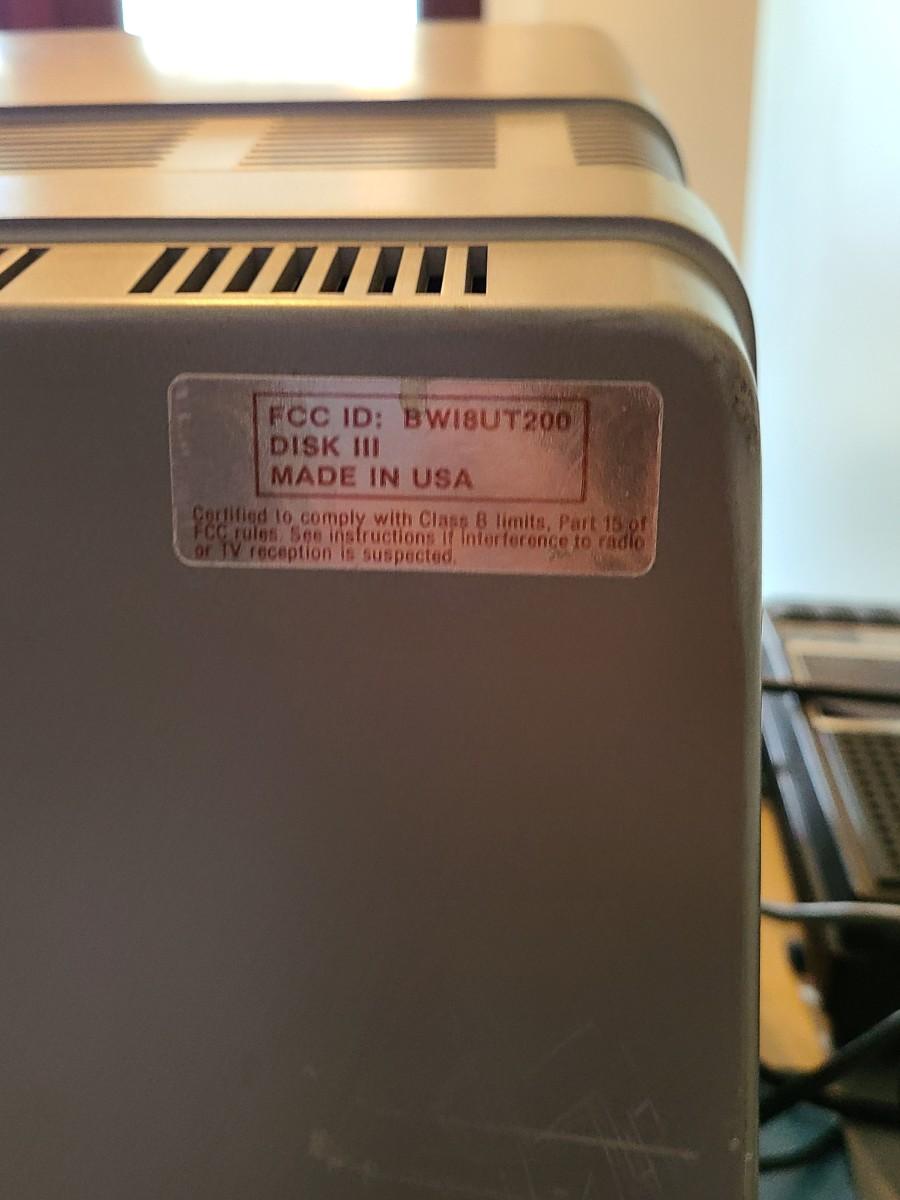 FCC ID: BWI8UT200
DISK III
MADE IN USA
Certified to comply with Class B limits, Part 15 of
FCC rules. See instructions if interference to radio
or TV reception is suspected.